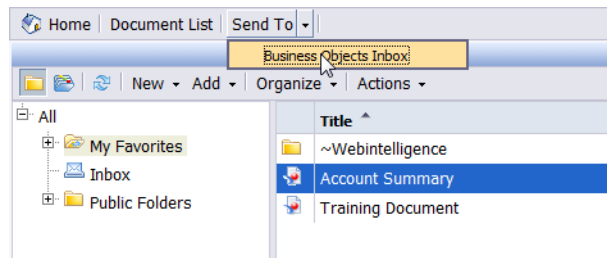 Home Document List Send To
Business Objects Inbox
New Add Organize Actions
All
My Favorites
Inbox
Public Folders
Title
~Webintelligence
Account Summary
Training Document